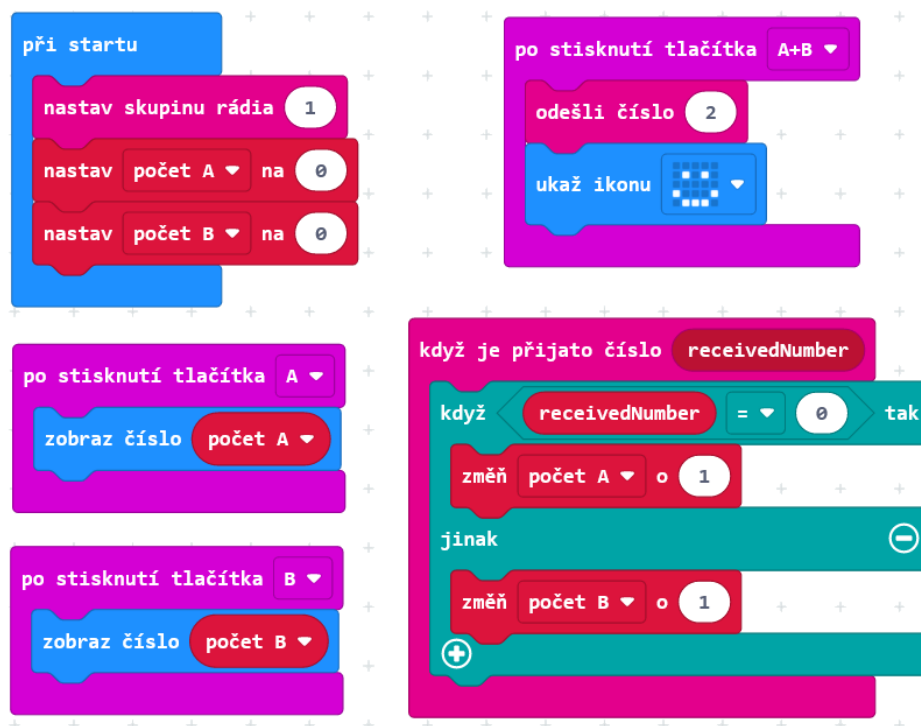 při startu
nastav skupinu rádia 1
nastav počet A na 0
nastav počet B na 0
po stisknutí tlačítka A+B
odešli číslo 2
ukaž ikonu
po stisknutí tlačítka A
zobraz číslo počet A
po stisknutí tlačítka B
zobraz číslo počet B
když je přijato číslo receivedNumber
když receivedNumber = 0 tak
změň počet A o 1
jinak
změň počet B o 1